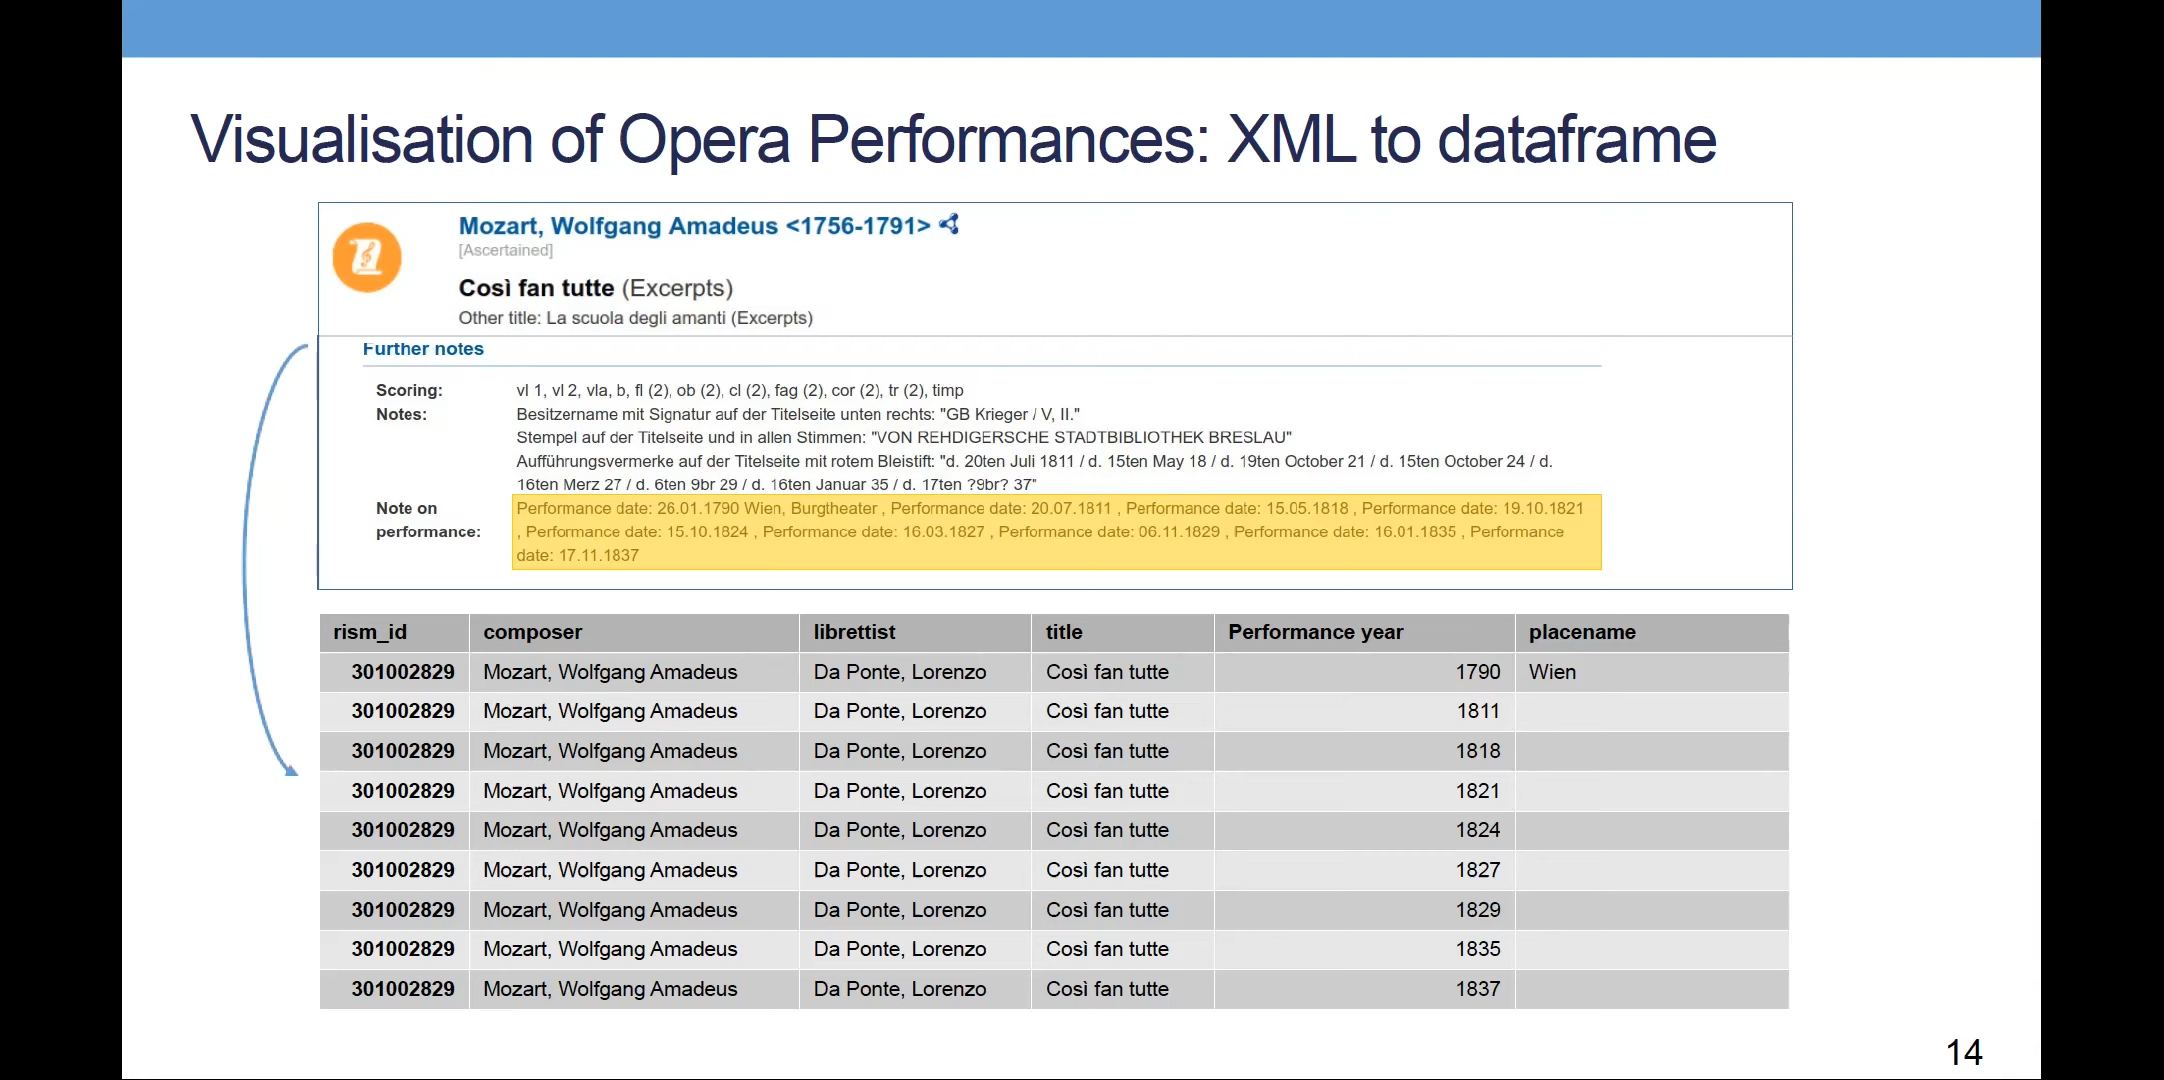 Visualisation of Opera Performances: XML to dataframe
Mozart, Wolfgang Amadeus <1756-1791>
[Ascertained]
Così fan tutte (Excerpts)
Other title: La scuola degli amanti (Excerpts)
Further notes
Scoring: vl 1, vl 2, vla, b, fl (2), ob (2), cl (2), fag (2), cor (2), tr (2), timp
Notes: Besitzername mit Signatur auf der Titelseite unten rechts: "GB Krieger / V, II."
Stempel auf der Titelseite und in allen Stimmen: "VON REHDIGERSCHE STADTBIBLIOTHEK BRESLAU"
Aufführungsvermerke auf der Titelseite mit rotem Bleistift: "d. 20ten Juli 1811 / d. 15ten May 18 / d. 19ten October 21 / d. 15ten October 24 / d.
16ten Merz 27 / d. 6ten 9br 29 / d. 16ten Januar 35 / d. 17ten ?9br? 37"
Note on Performance date: 26.01.1790 Wien, Burgtheater , Performance date: 20.07.1811 , Performance date: 15.05.1818 , Performance date: 19.10.1821
performance: , Performance date: 15.10.1824 , Performance date: 16.03.1827 , Performance date: 06.11.1829 , Performance date: 16.01.1835 , Performance
date: 17.11.1837
rism_id composer librettist title Performance year placename
301002829 Mozart, Wolfgang Amadeus Da Ponte, Lorenzo Così fan tutte 1790 Wien
301002829 Mozart, Wolfgang Amadeus Da Ponte, Lorenzo Così fan tutte 1811
301002829 Mozart, Wolfgang Amadeus Da Ponte, Lorenzo Così fan tutte 1818
301002829 Mozart, Wolfgang Amadeus Da Ponte, Lorenzo Così fan tutte 1821
301002829 Mozart, Wolfgang Amadeus Da Ponte, Lorenzo Così fan tutte 1824
301002829 Mozart, Wolfgang Amadeus Da Ponte, Lorenzo Così fan tutte 1827
301002829 Mozart, Wolfgang Amadeus Da Ponte, Lorenzo Così fan tutte 1829
301002829 Mozart, Wolfgang Amadeus Da Ponte, Lorenzo Così fan tutte 1835
301002829 Mozart, Wolfgang Amadeus Da Ponte, Lorenzo Così fan tutte 1837
14